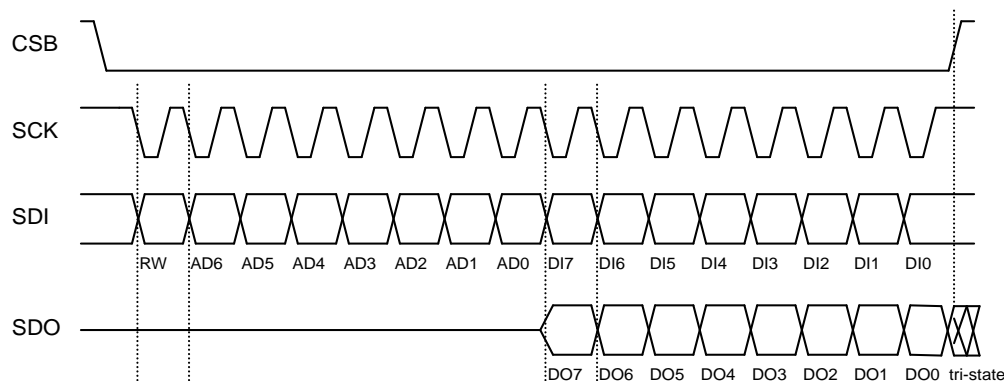 CSB
SCK
SDI
RW AD6 AD5 AD4 AD3 AD2 AD1 AD0 DI7 DI6 DI5 DI4 DI3 DI2 DI1 DI0
SDO
DO7 DO6 DO5 DO4 DO3 DO2 DO1 DO0 tri-state